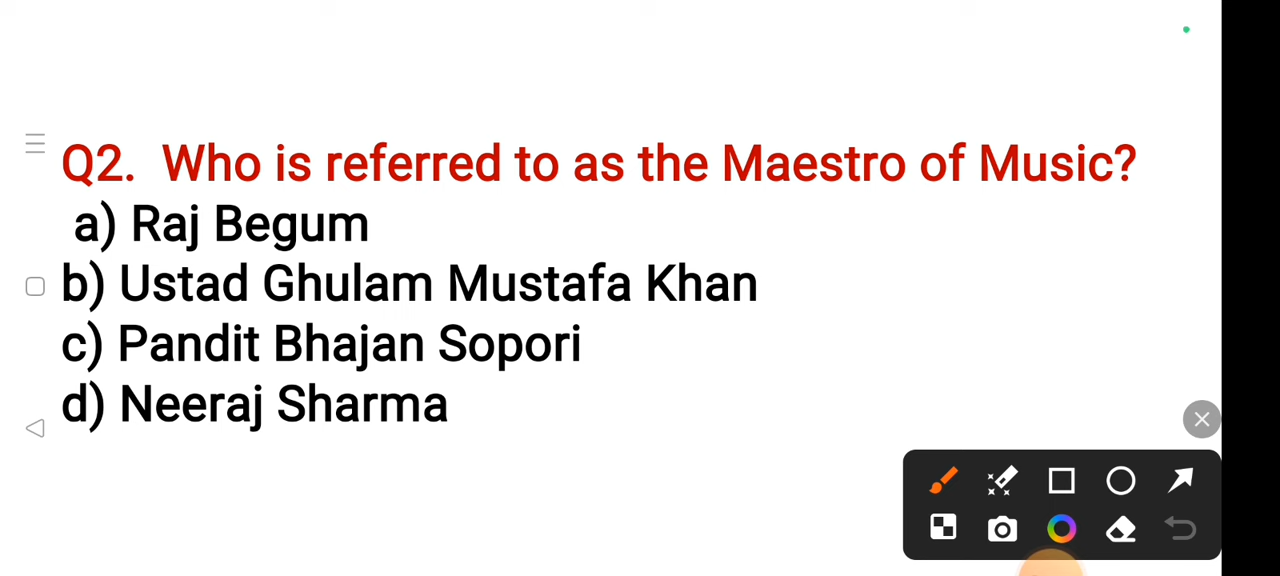 Q2. Who is referred to as the Maestro of Music?
a) Raj Begum
b) Ustad Ghulam Mustafa Khan
c) Pandit Bhajan Sopori
d) Neeraj Sharma